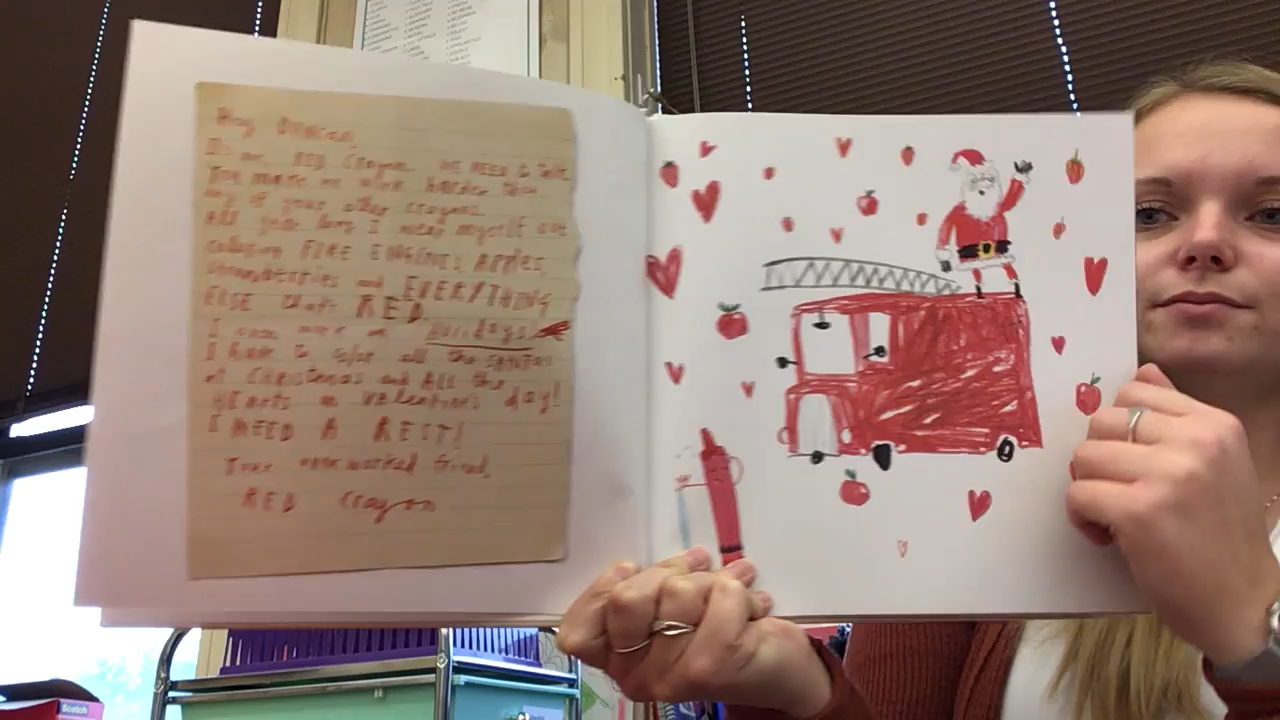 Hey DUNCAN,
It's me, RED Crayon. WE NEED to talk.
You make me work harder than
any of your other crayons.
All year long I wear myself out
coloring FIRE ENGINES, Apples,
strawberries and EVERYTHING
ELSE that's RED.
I even work on Holidays!
I have to color all the SANTAS
at Christmas and ALL the
HEARTS on Valentine's day!
I NEED A REST!
Your overworked friend,
RED Crayon
Scotch